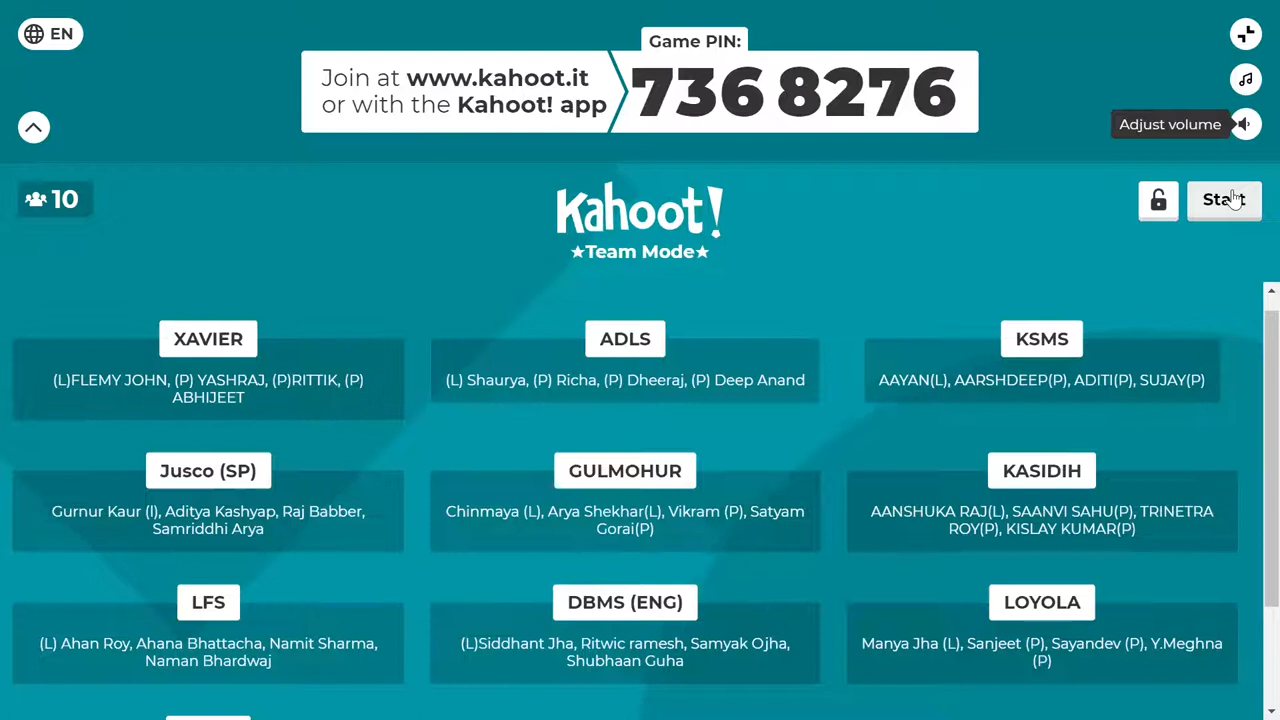 EN
Game PIN:
Join at www.kahoot.it
or with the Kahoot! app
736 8276
Adjust volume
10
Kahoot!
★Team Mode★
Start
XAVIER
(L)FLEMY JOHN, (P) YASHRAJ, (P)RITTIK, (P)
ABHIJEET
ADLS
(L) Shaurya, (P) Richa, (P) Dheeraj, (P) Deep Anand
KSMS
AAYAN(L), AARSHDEEP(P), ADITI(P), SUJAY(P)
Jusco (SP)
Gurnur Kaur (l), Aditya Kashyap, Raj Babber,
Samriddhi Arya
GULMOHUR
Chinmaya (L), Arya Shekhar(L), Vikram (P), Satyam
Gorai(P)
KASIDIH
AANSHUKA RAJ(L), SAANVI SAHU(P), TRINETRA
ROY(P), KISLAY KUMAR(P)
LFS
(L) Ahan Roy, Ahana Bhattacha, Namit Sharma,
Naman Bhardwaj
DBMS (ENG)
(L)Siddhant Jha, Ritwic ramesh, Samyak Ojha,
Shubhaan Guha
LOYOLA
Manya Jha (L), Sanjeet (P), Sayandev (P), Y.Meghna
(P)